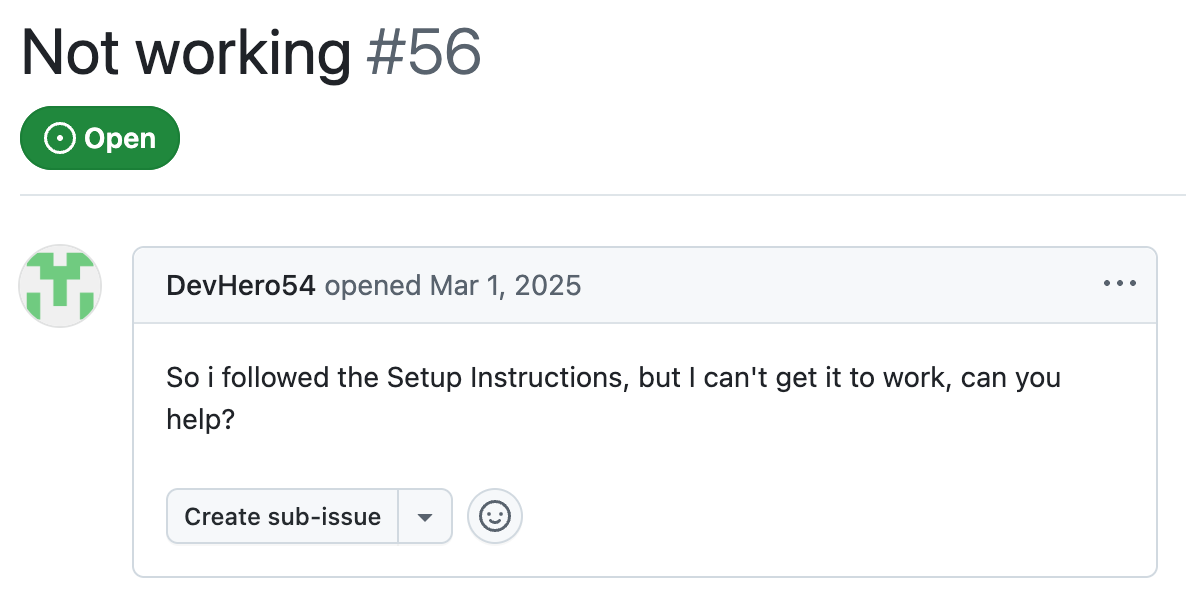 Not working #56
Open
DevHero54 opened Mar 1, 2025
So i followed the Setup Instructions, but I can't get it to work, can you
help?
Create sub-issue